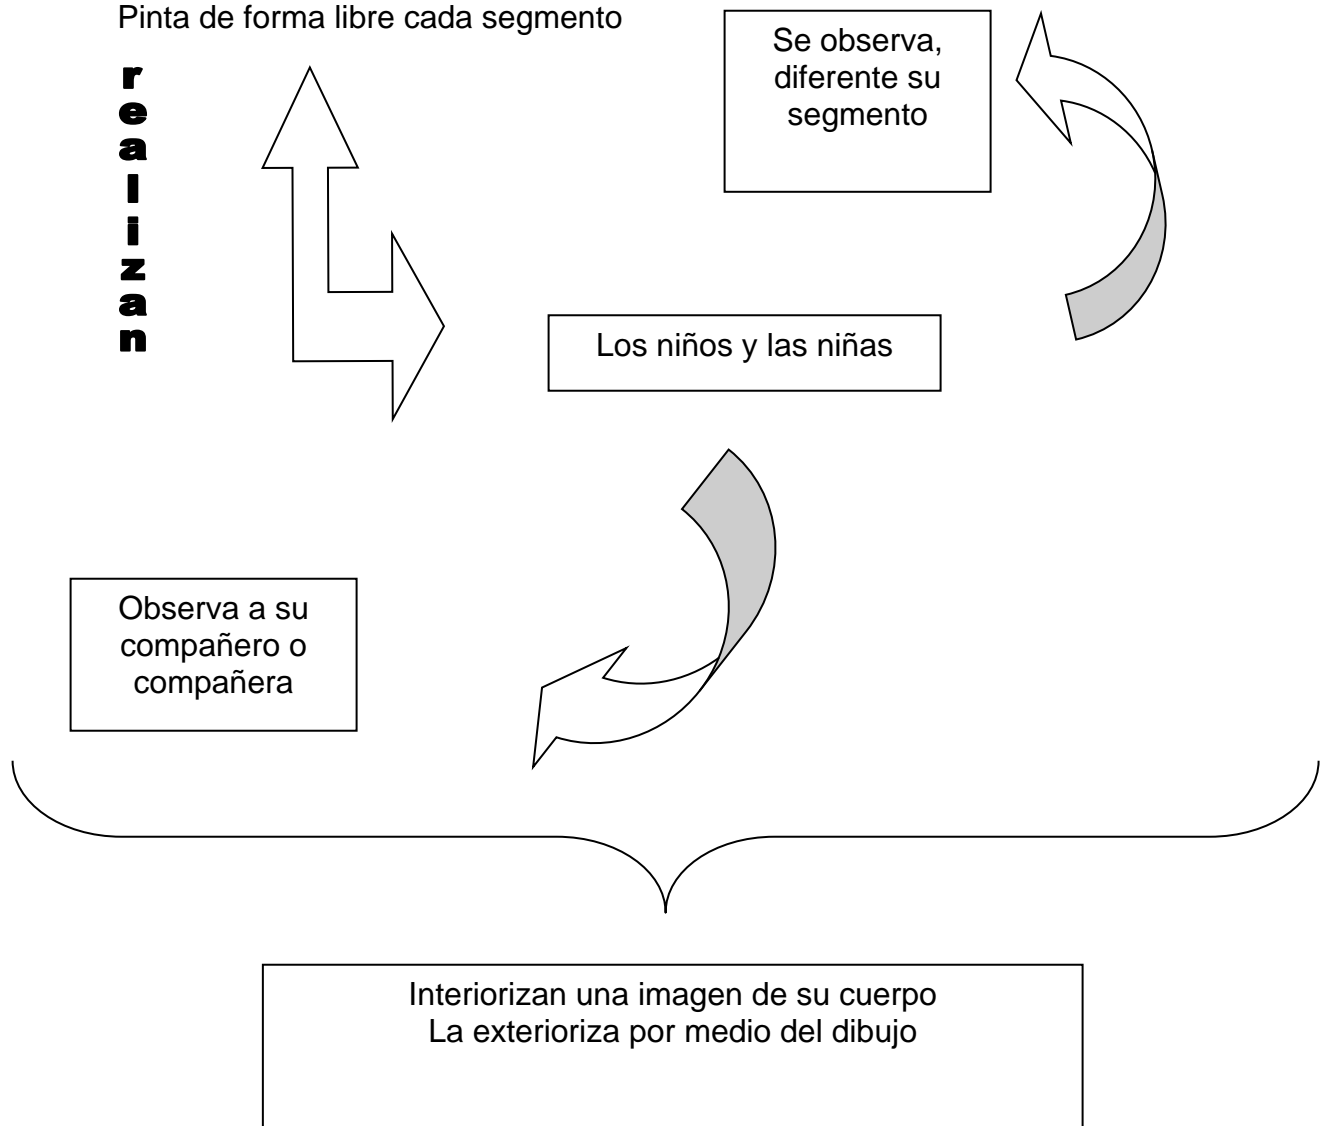 Pinta de forma libre cada segmento
Se observa,
diferente su
segmento
realizan
Los niños y las niñas
Observa a su
compañero o
compañera
Interiorizan una imagen de su cuerpo
La exterioriza por medio del dibujo